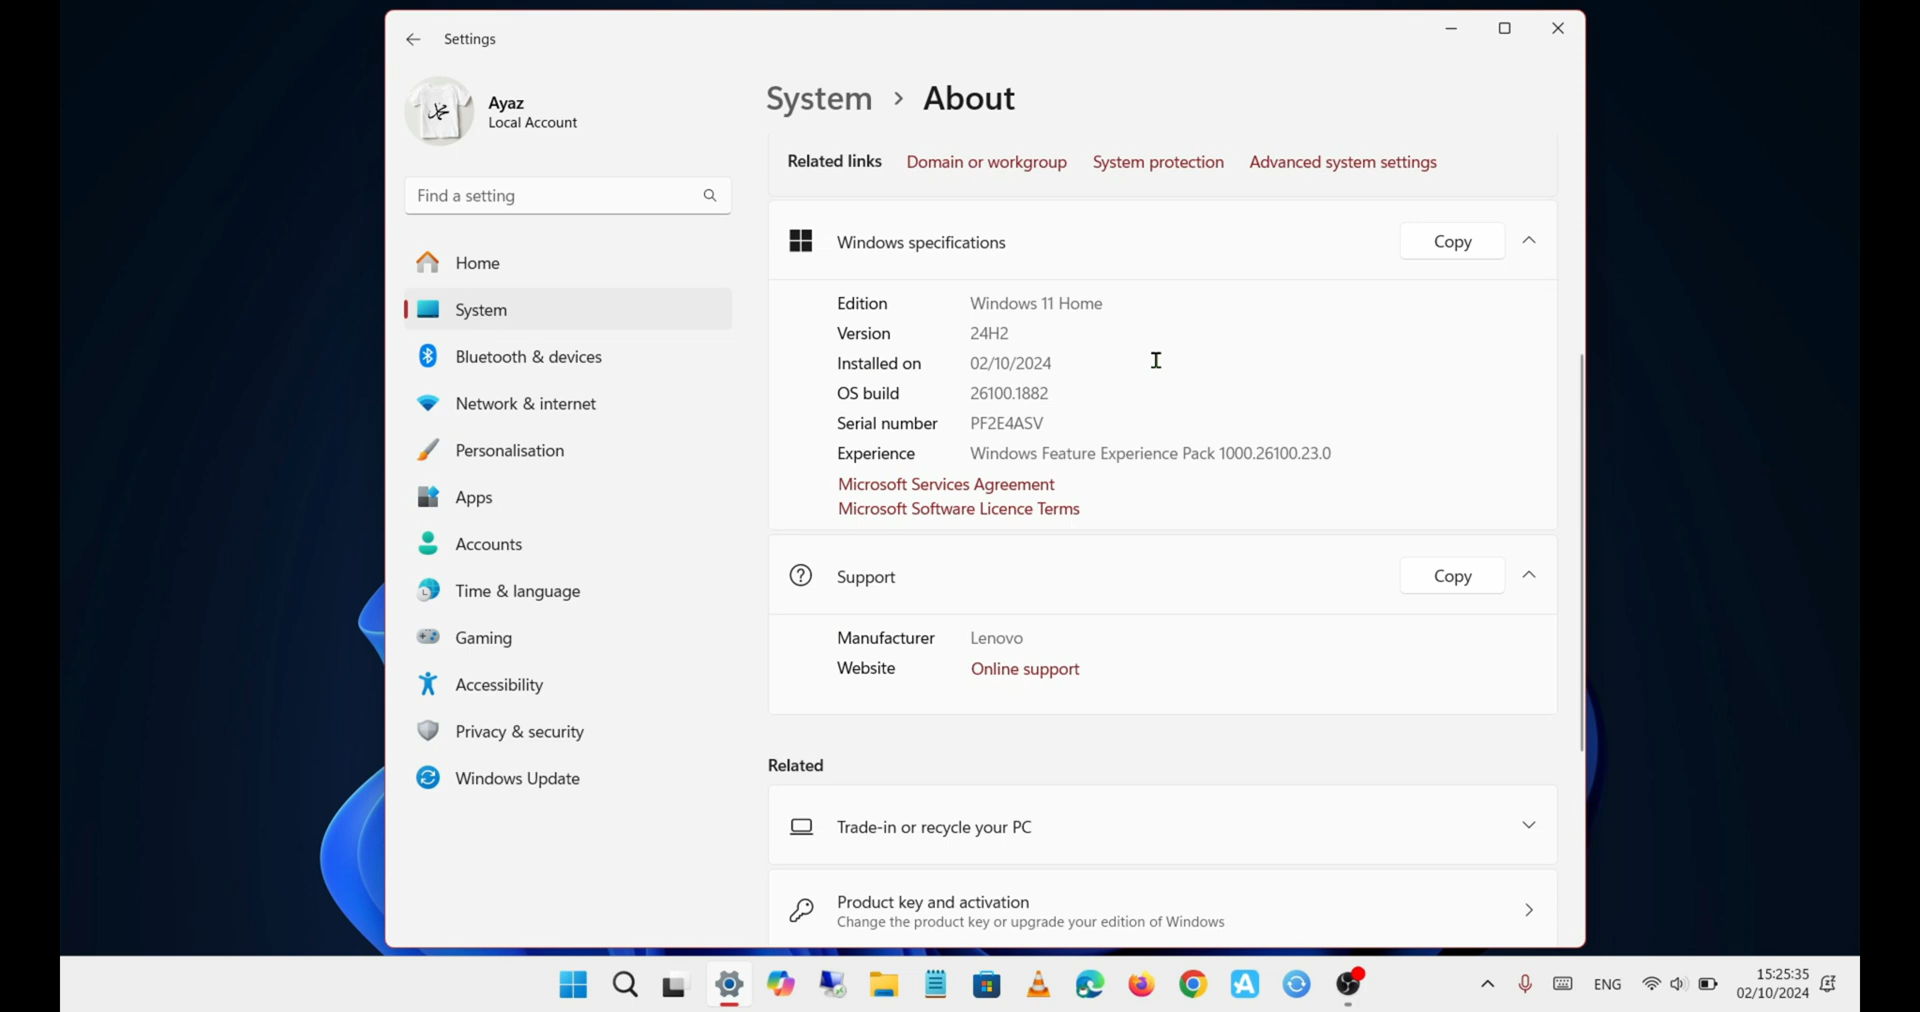 Settings
Ayaz
Local Account
Find a setting
Home
System
Bluetooth & devices
Network & internet
Personalisation
Apps
Accounts
Time & language
Gaming
Accessibility
Privacy & security
Windows Update
System > About
Related links Domain or workgroup System protection Advanced system settings
Windows specifications Copy
Edition Windows 11 Home
Version 24H2
Installed on 02/10/2024
OS build 26100.1882
Serial number PF2E4ASV
Experience Windows Feature Experience Pack 1000.26100.23.0
Microsoft Services Agreement
Microsoft Software Licence Terms
Support Copy
Manufacturer Lenovo
Website Online support
Related
Trade-in or recycle your PC
Product key and activation
Change the product key or upgrade your edition of Windows
ENG
15:25:35
02/10/2024